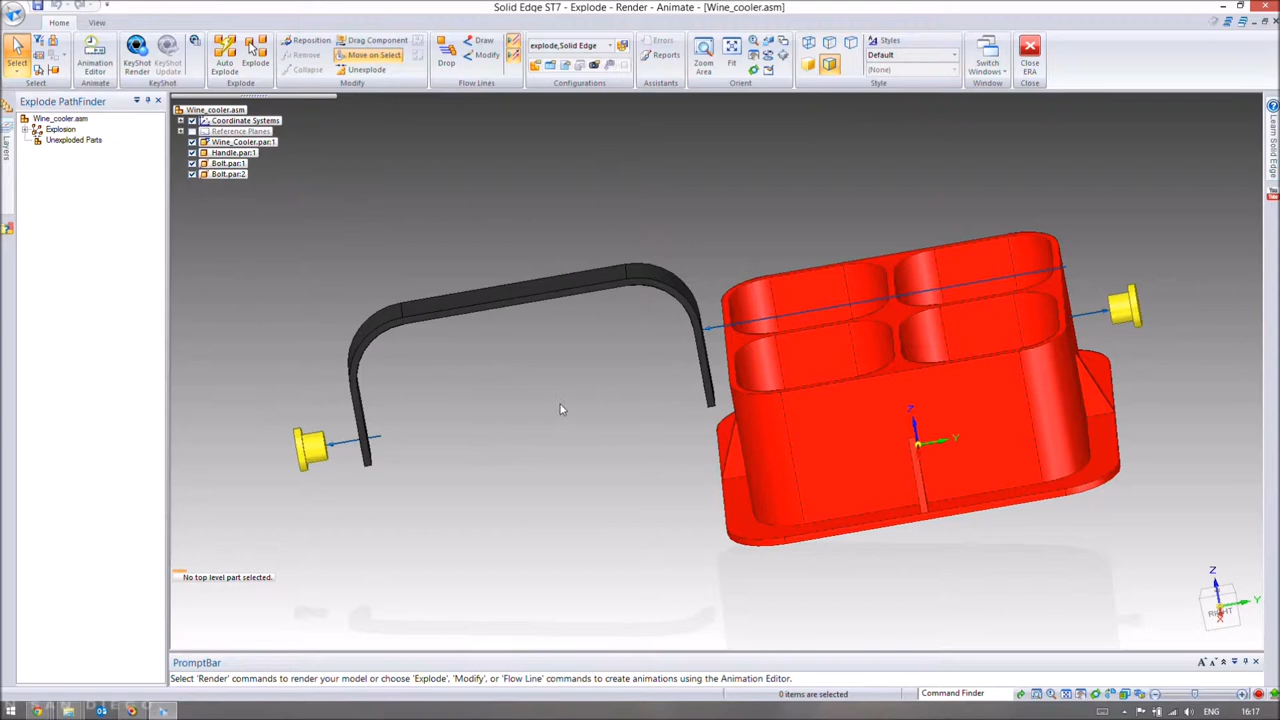 Solid Edge ST7 - Explode - Render - Animate - [Wine_cooler.asm]
Home View
Select
Select
Animation Editor
Animate
KeyShot Render
KeyShot Update
KeyShot
Auto Explode
Explode
Explode
Reposition
Remove
Collapse
Drag Component
Move on Select
Unexplode
Modify
Drop
Draw
Modify
Flow Lines
explode,Solid Edge
Configurations
Errors
Reports
Assistants
Zoom Area
Fit
Orient
Styles
Default
(None)
Style
Switch Windows
Window
Close ERA
Close
Explode PathFinder
Wine_cooler.asm
Explosion
Unexploded Parts
Layers
Wine_cooler.asm
Coordinate Systems
Reference Planes
Wine_Cooler.par:1
Handle.par:1
Bolt.par:1
Bolt.par:2
Learn Solid Edge
You
Z
Y
No top level part selected.
Z
Y
X
RIGHT
PromptBar
Select 'Render' commands to render your model or choose 'Explode', 'Modify', or 'Flow Line' commands to create animations using the Animation Editor.
0 items are selected
Command Finder
ENG
16:17